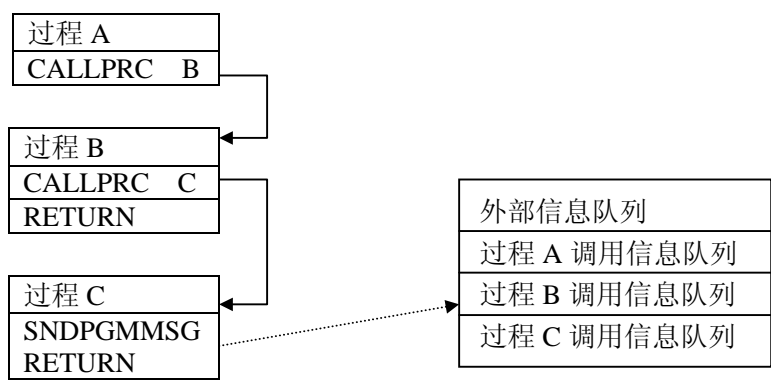 过程 A
CALLPRC B
过程 B
CALLPRC C
RETURN
过程 C
SNDPGMMSG
RETURN
外部信息队列
过程 A 调用信息队列
过程 B 调用信息队列
过程 C 调用信息队列